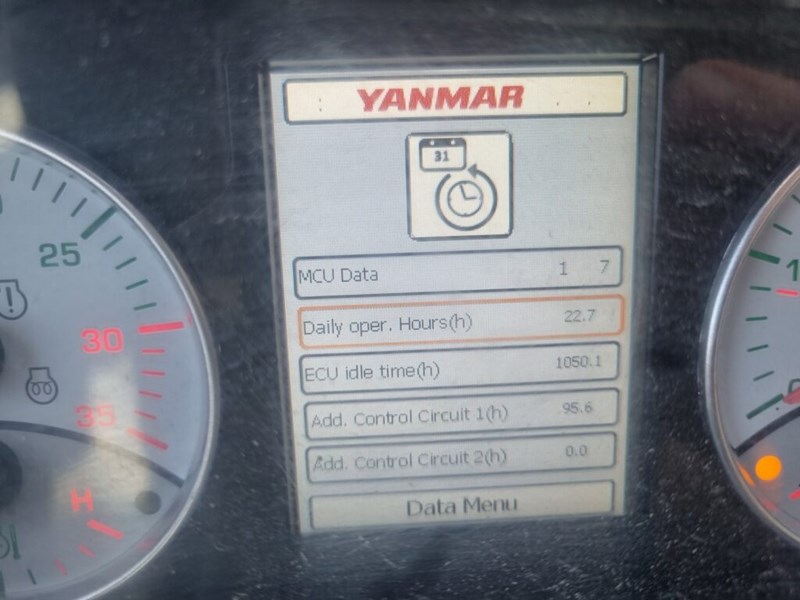 YANMAR
31
MCU Data 1 7
Daily oper. Hours(h) 22.7
ECU idle time(h) 1050.1
Add. Control Circuit 1(h) 95.6
Add. Control Circuit 2(h) 0.0
Data Menu
25
30
35
H